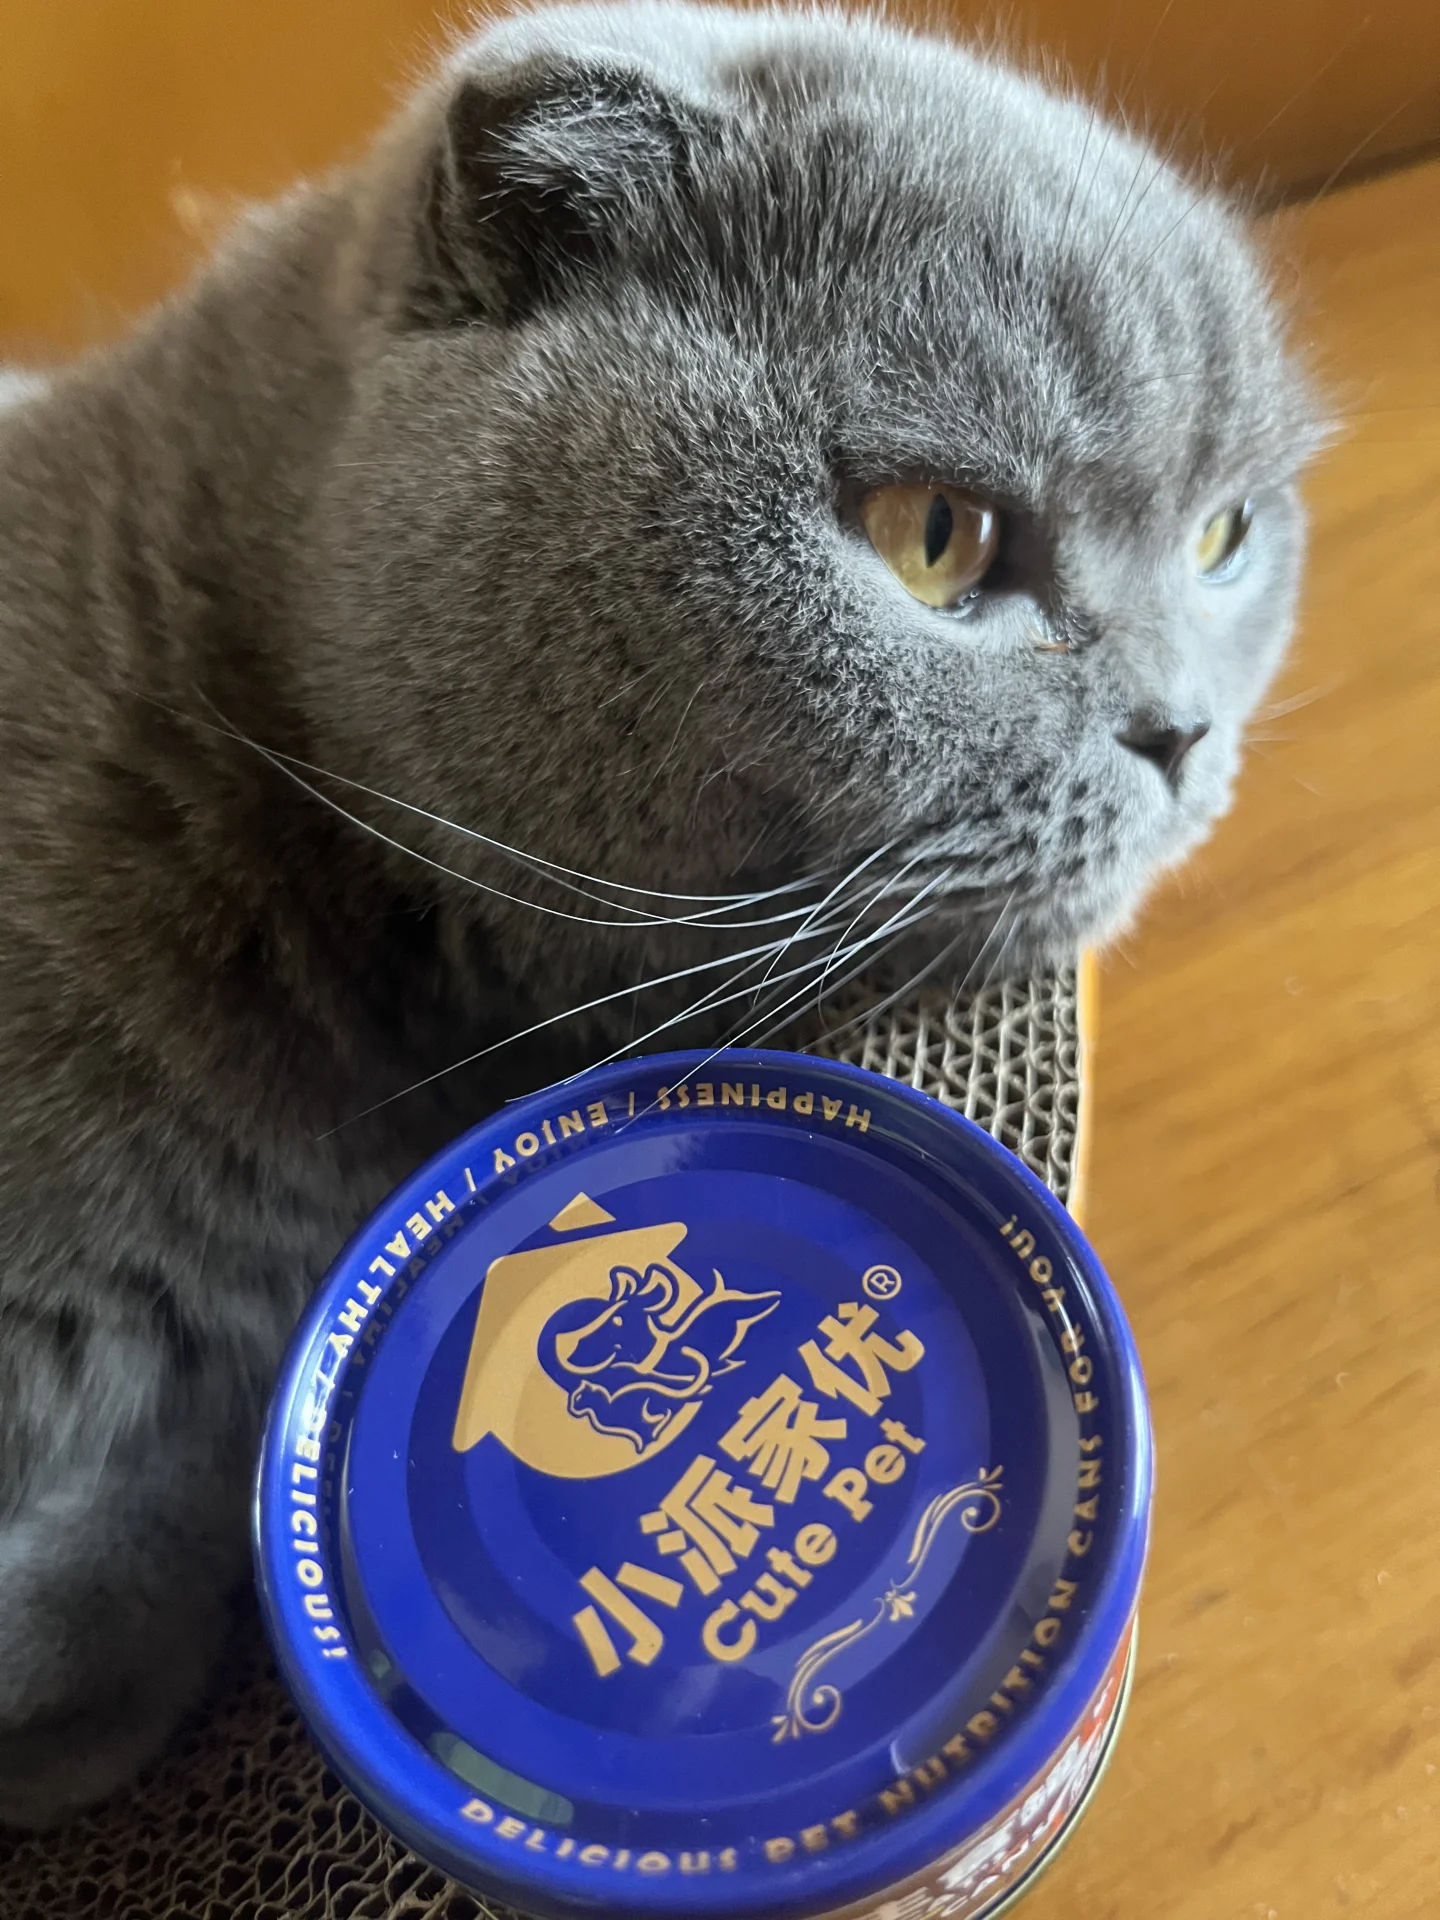 HAPPINESS / ENJOY / HEALTHY / DELICIOUS!
小派家优®
Cute Pet
DELICIOUS PET NUTRITION CANS FOR YOU!